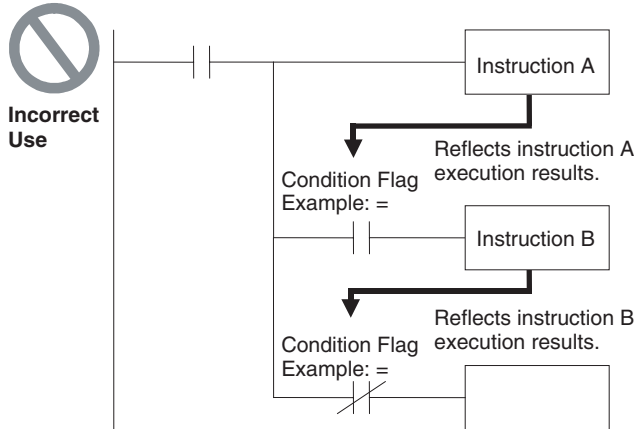 Instruction A
Incorrect
Use
Reflects instruction A
execution results.
Condition Flag
Example: =
Instruction B
Reflects instruction B
execution results.
Condition Flag
Example: =